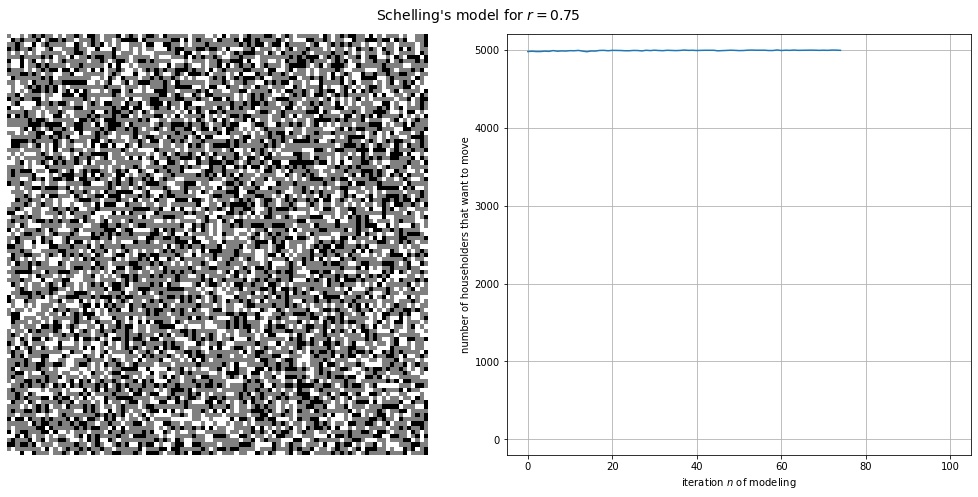 Schelling's model for r = 0.75
number of householders that want to move
5000
4000
3000
2000
1000
0
0 20 40 60 80 100
iteration n of modeling